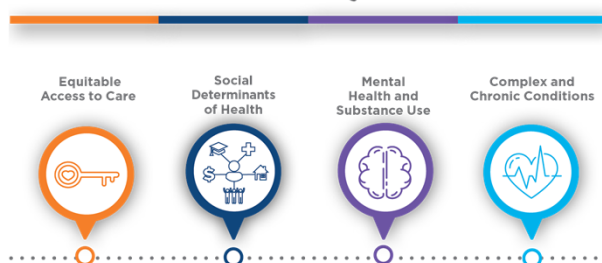 Equitable
Access to Care
Social
Determinants
of Health
Mental
Health and
Substance Use
Complex and
Chronic Conditions
$